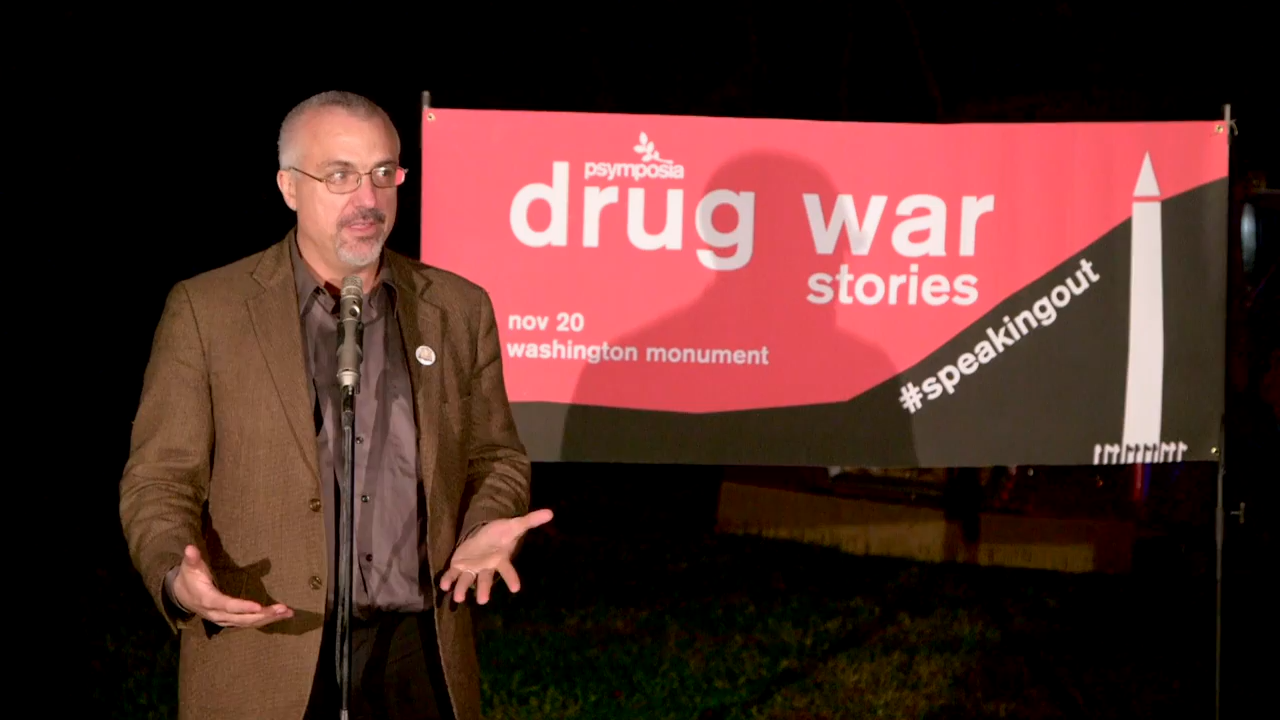 psymposia
drug war
stories
nov 20
washington monument
#speakingout